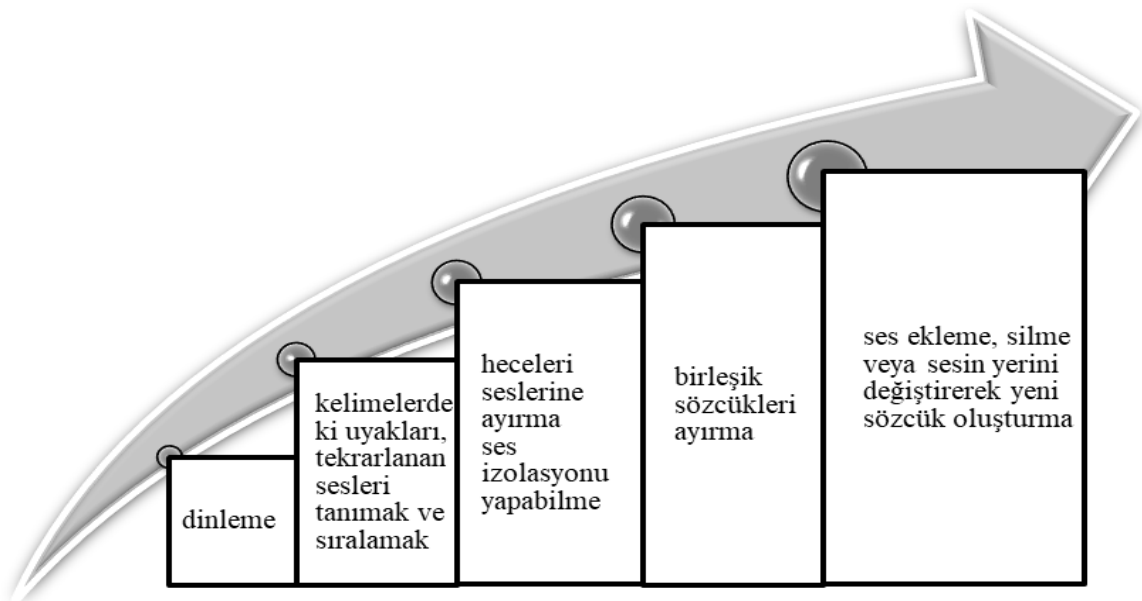 dinleme
kelimelerde
ki uyakları,
tekrarlanan
sesleri
tanımak ve
sıralamak
heceleri
seslerine
ayırma
ses
izolasyonu
yapabilme
birleşik
sözcükleri
ayırma
ses ekleme, silme
veya sesin yerini
değiştirerek yeni
sözcük oluşturma